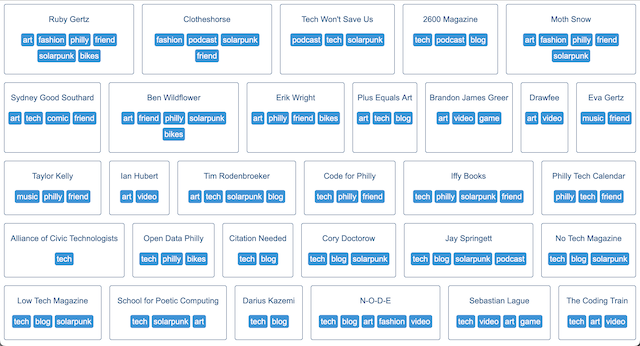 Ruby Gertz
art fashion philly friend
solarpunk bikes
Clotheshorse
fashion podcast solarpunk
friend
Tech Won't Save Us
podcast tech solarpunk
2600 Magazine
tech podcast blog
Moth Snow
art fashion philly friend
solarpunk
Sydney Good Southard
art tech comic friend
Ben Wildflower
art friend philly solarpunk
bikes
Erik Wright
art philly friend bikes
Plus Equals Art
art tech blog
Brandon James Greer
art video game
Drawfee
art video
Eva Gertz
music friend
Taylor Kelly
music philly friend
Ian Hubert
art video
Tim Rodenbroeker
art tech solarpunk blog
Code for Philly
tech philly friend
Iffy Books
tech philly solarpunk friend
Philly Tech Calendar
philly tech friend
Alliance of Civic Technologists
tech
Open Data Philly
tech philly bikes
Citation Needed
tech blog
Cory Doctorow
tech blog solarpunk
Jay Springett
tech blog solarpunk podcast
No Tech Magazine
tech blog solarpunk
Low Tech Magazine
tech blog solarpunk
School for Poetic Computing
tech solarpunk art
Darius Kazemi
tech blog
N-O-D-E
tech blog art fashion video
Sebastian Lague
tech video art game
The Coding Train
tech art video